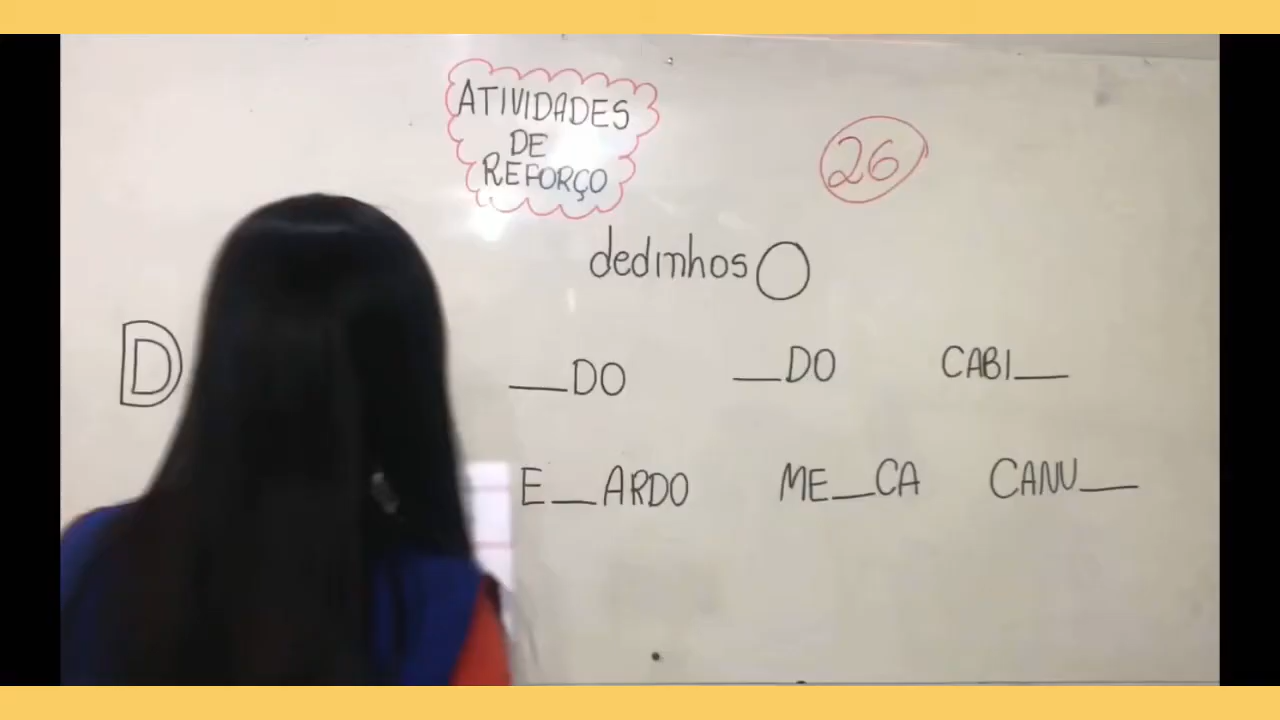 ATIVIDADES
DE
REFORÇO
26
dedinhos
D
__DO __DO CABI__
E__ARDO ME__CA CANU__